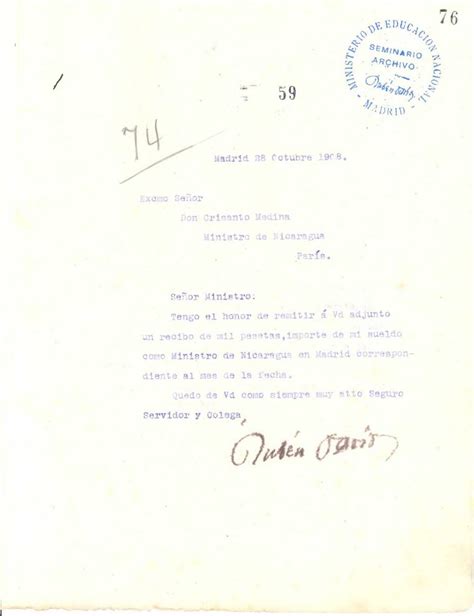 76
MINISTERIO DE EDUCACION NACIONAL
SEMINARIO
ARCHIVO
Rubén Darío
- MADRID -
59
74
Madrid 28 Octubre 1908.
Excmo Señor
Don Crisanto Medina
Ministro de Nicaragua
París.
Señor Ministro:
Tengo el honor de remitir á Vd adjunto
un recibo de mil pesetas,importe de mi sueldo
como Ministro de Nicaragua en Madrid correspon-
diente al mes de la fecha.
Quedo de Vd como siempre muy atto Seguro
Servidor y Colega
Rubén Darío